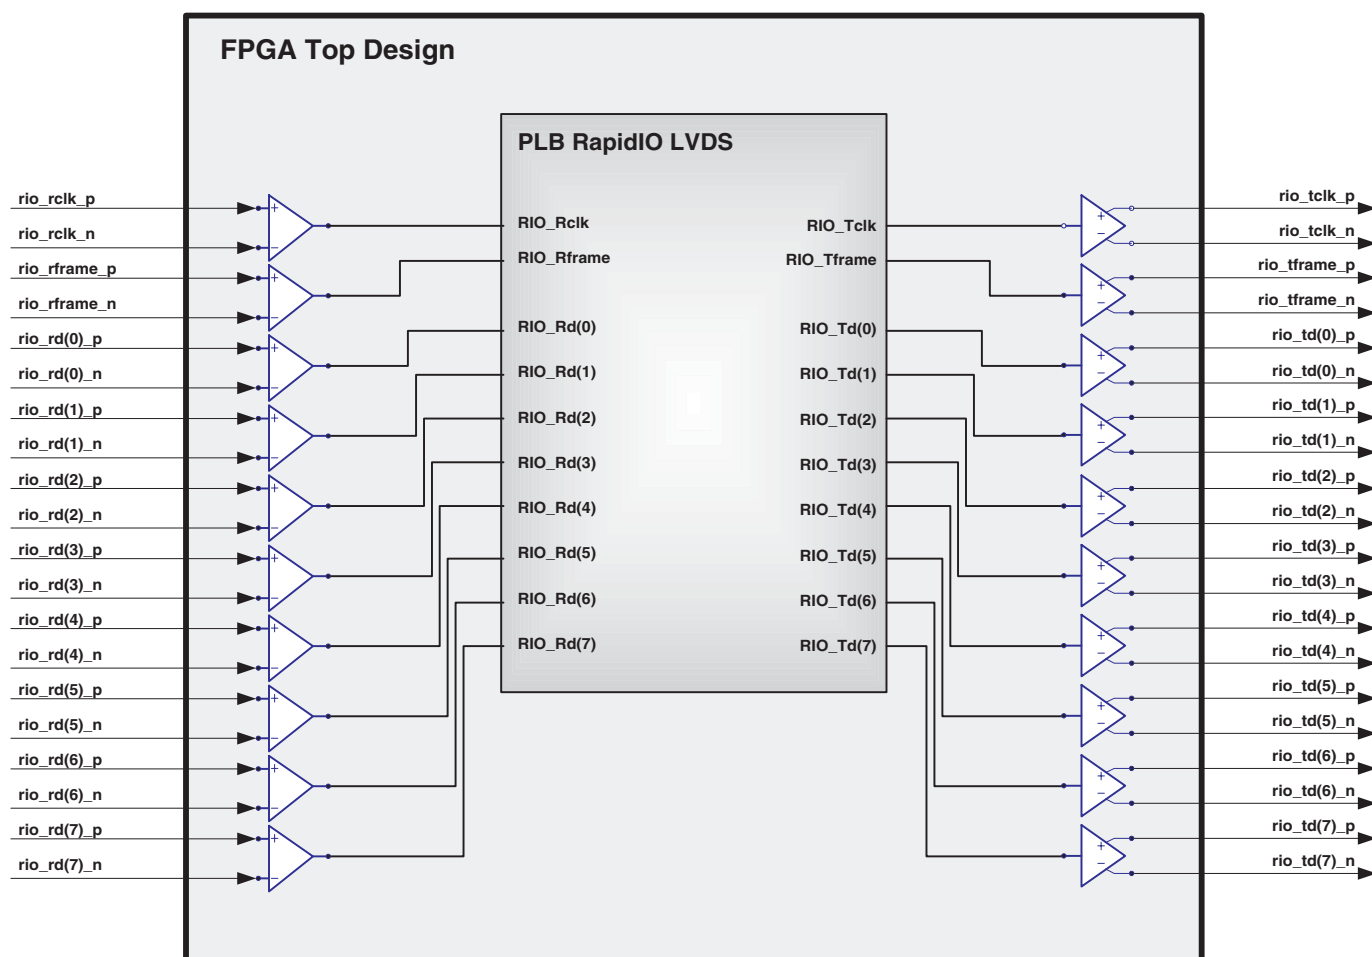 FPGA Top Design
PLB RapidIO LVDS
rio_rclk_p
rio_rclk_n
rio_rframe_p
rio_rframe_n
rio_rd(0)_p
rio_rd(0)_n
rio_rd(1)_p
rio_rd(1)_n
rio_rd(2)_p
rio_rd(2)_n
rio_rd(3)_p
rio_rd(3)_n
rio_rd(4)_p
rio_rd(4)_n
rio_rd(5)_p
rio_rd(5)_n
rio_rd(6)_p
rio_rd(6)_n
rio_rd(7)_p
rio_rd(7)_n
RIO_Rclk
RIO_Rframe
RIO_Rd(0)
RIO_Rd(1)
RIO_Rd(2)
RIO_Rd(3)
RIO_Rd(4)
RIO_Rd(5)
RIO_Rd(6)
RIO_Rd(7)
RIO_Tclk
RIO_Tframe
RIO_Td(0)
RIO_Td(1)
RIO_Td(2)
RIO_Td(3)
RIO_Td(4)
RIO_Td(5)
RIO_Td(6)
RIO_Td(7)
rio_tclk_p
rio_tclk_n
rio_tframe_p
rio_tframe_n
rio_td(0)_p
rio_td(0)_n
rio_td(1)_p
rio_td(1)_n
rio_td(2)_p
rio_td(2)_n
rio_td(3)_p
rio_td(3)_n
rio_td(4)_p
rio_td(4)_n
rio_td(5)_p
rio_td(5)_n
rio_td(6)_p
rio_td(6)_n
rio_td(7)_p
rio_td(7)_n